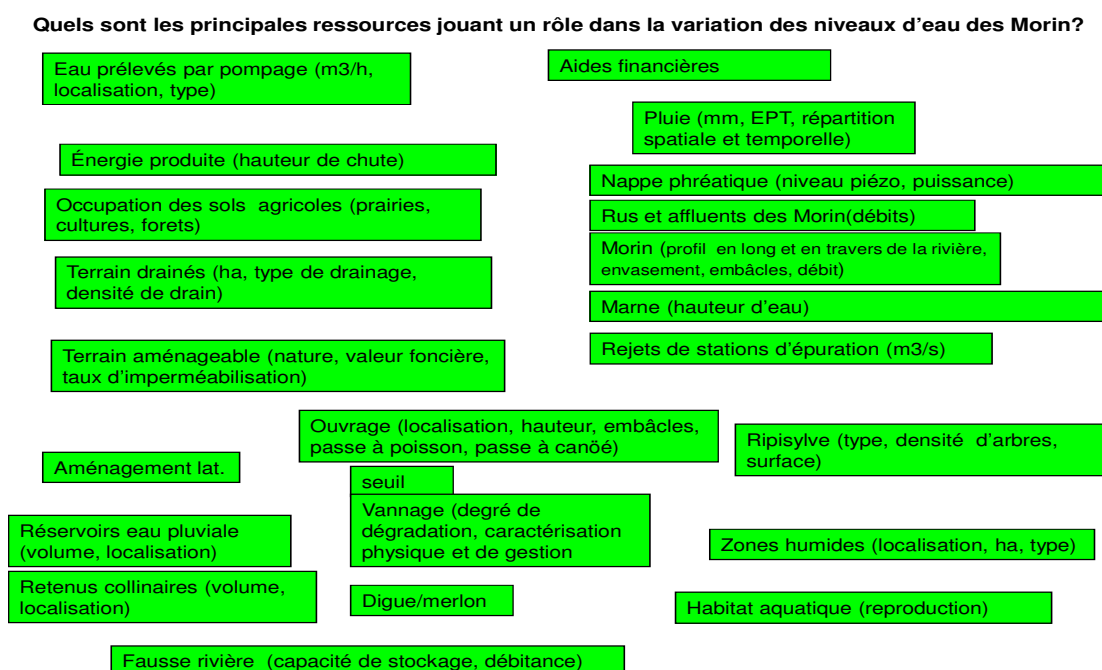 Quels sont les principales ressources jouant un rôle dans la variation des niveaux d'eau des Morin?
Eau prélevés par pompage (m3/h,
localisation, type)
Aides financières
Pluie (mm, EPT, répartition
spatiale et temporelle)
Énergie produite (hauteur de chute)
Nappe phréatique (niveau piézo, puissance)
Occupation des sols  agricoles (prairies,
cultures, forets)
Rus et affluents des Morin(débits)
Morin (profil  en long et en travers de la rivière,
envasement, embâcles, débit)
Terrain drainés (ha, type de drainage,
densité de drain)
Marne (hauteur d'eau)
Terrain aménageable (nature, valeur foncière,
taux d'imperméabilisation)
Rejets de stations d'épuration (m3/s)
Ouvrage (localisation, hauteur, embâcles,
passe à poisson, passe à canöé)
Ripisylve (type, densité  d'arbres,
surface)
Aménagement lat.
seuil
Vannage (degré de
dégradation, caractérisation
physique et de gestion
Réservoirs eau pluviale
(volume, localisation)
Zones humides (localisation, ha, type)
Retenus collinaires (volume,
localisation)
Digue/merlon
Habitat aquatique (reproduction)
Fausse rivière  (capacité de stockage, débitance)